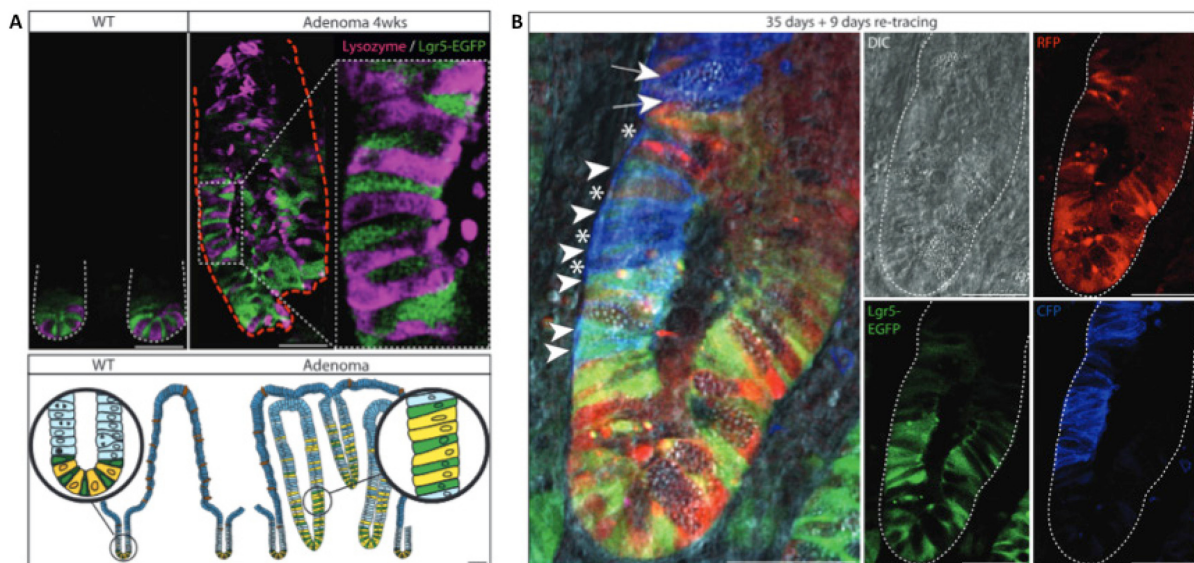 A
WT
Adenoma 4wks
Lysozyme / Lgr5-EGFP
WT
Adenoma
B
35 days + 9 days re-tracing
DIC
RFP
Lgr5-
EGFP
CFP